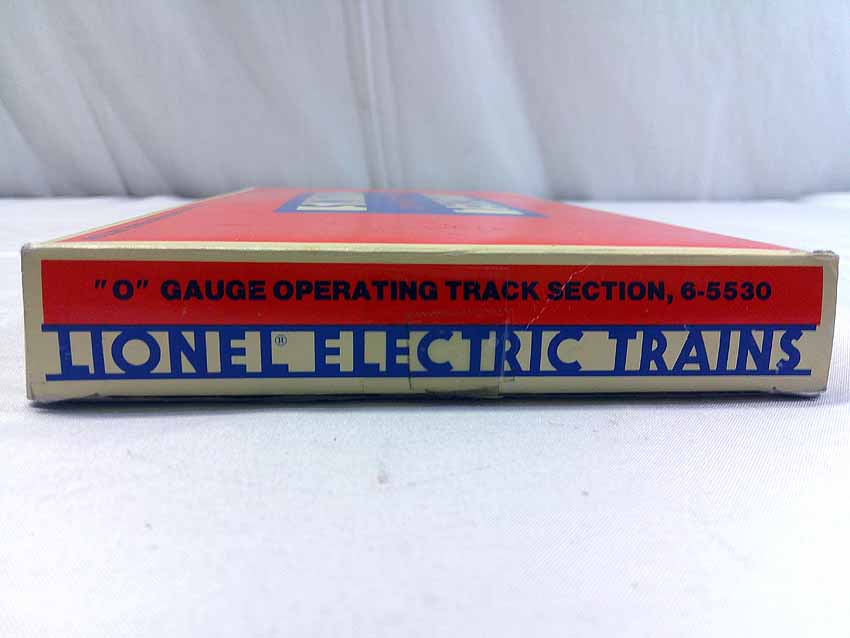 "O" GAUGE OPERATING TRACK SECTION, 6-5530
LIONEL® ELECTRIC TRAINS